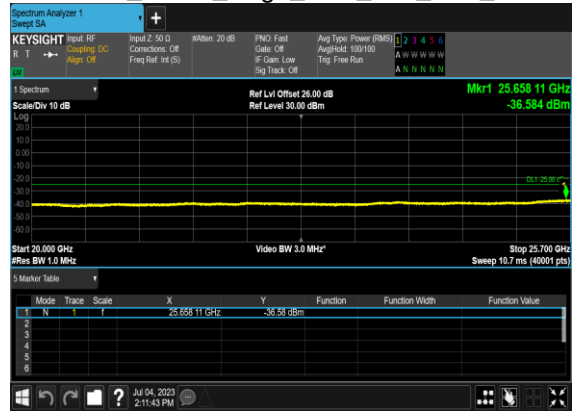 Spectrum Analyzer 1
Swept SA
+
KEYSIGHT Input: RF Input Z: 50 Ω #Atten: 20 dB PNO: Fast Avg Type: Power (RMS) 1 2 3 4 5 6
R T Coupling: DC Corrections: Off Gate: Off Avg|Hold: 100/100 A W W W W W
Align: Off Freq Ref: Int (S) IF Gain: Low Trig: Free Run
Sig Track: Off A N N N N N
1 Spectrum Ref Lvl Offset 26.00 dB Mkr1 25.658 11 GHz
Scale/Div 10 dB Ref Level 30.00 dBm -36.584 dBm
Log
20.0
10.0
0.00
-10.0
-20.0
DL1 -25.00
-30.0
-40.0
-50.0
-60.0
Start 20.000 GHz Video BW 3.0 MHz* Stop 25.700 GHz
#Res BW 1.0 MHz Sweep 10.7 ms (40001 pts)
5 Marker Table
Mode Trace Scale X Y Function Function Width Function Value
1 N 1 f 25.658 11 GHz -36.58 dBm
2
3
4
5
6
? Jul 04, 2023
2:11:43 PM